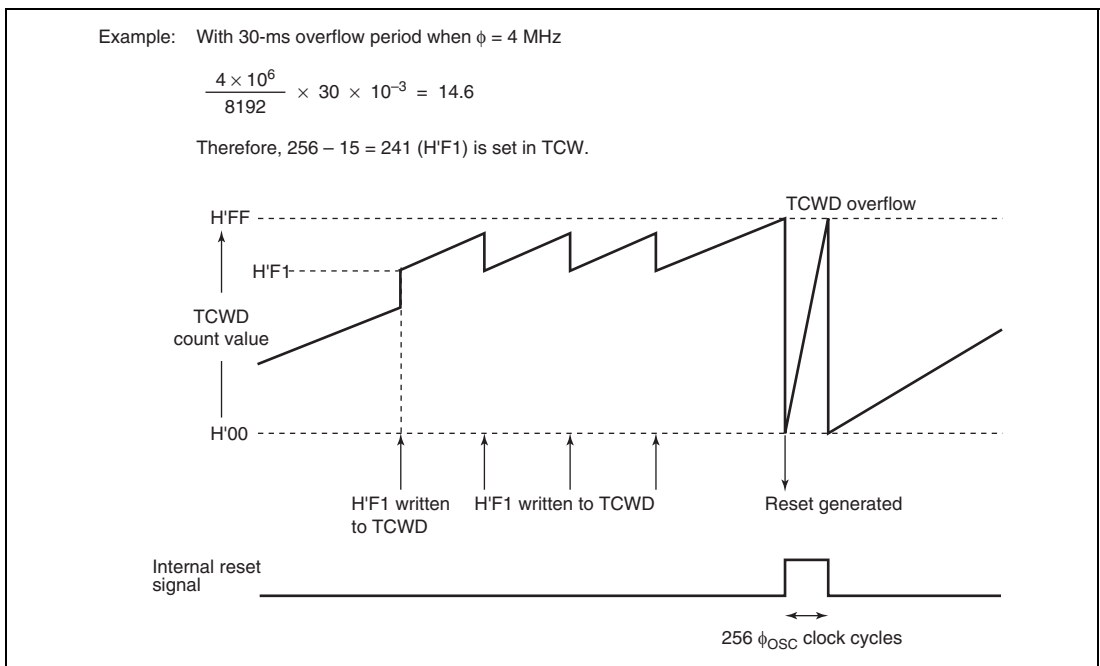 Example: With 30-ms overflow period when ϕ = 4 MHz
4 × 10⁶
8192
× 30 × 10⁻³ = 14.6
Therefore, 256 – 15 = 241 (H'F1) is set in TCW.
TCWD overflow
H'FF
H'F1
TCWD
count value
H'00
H'F1 written
to TCWD
H'F1 written to TCWD
Reset generated
Internal reset
signal
256 ϕOSC clock cycles